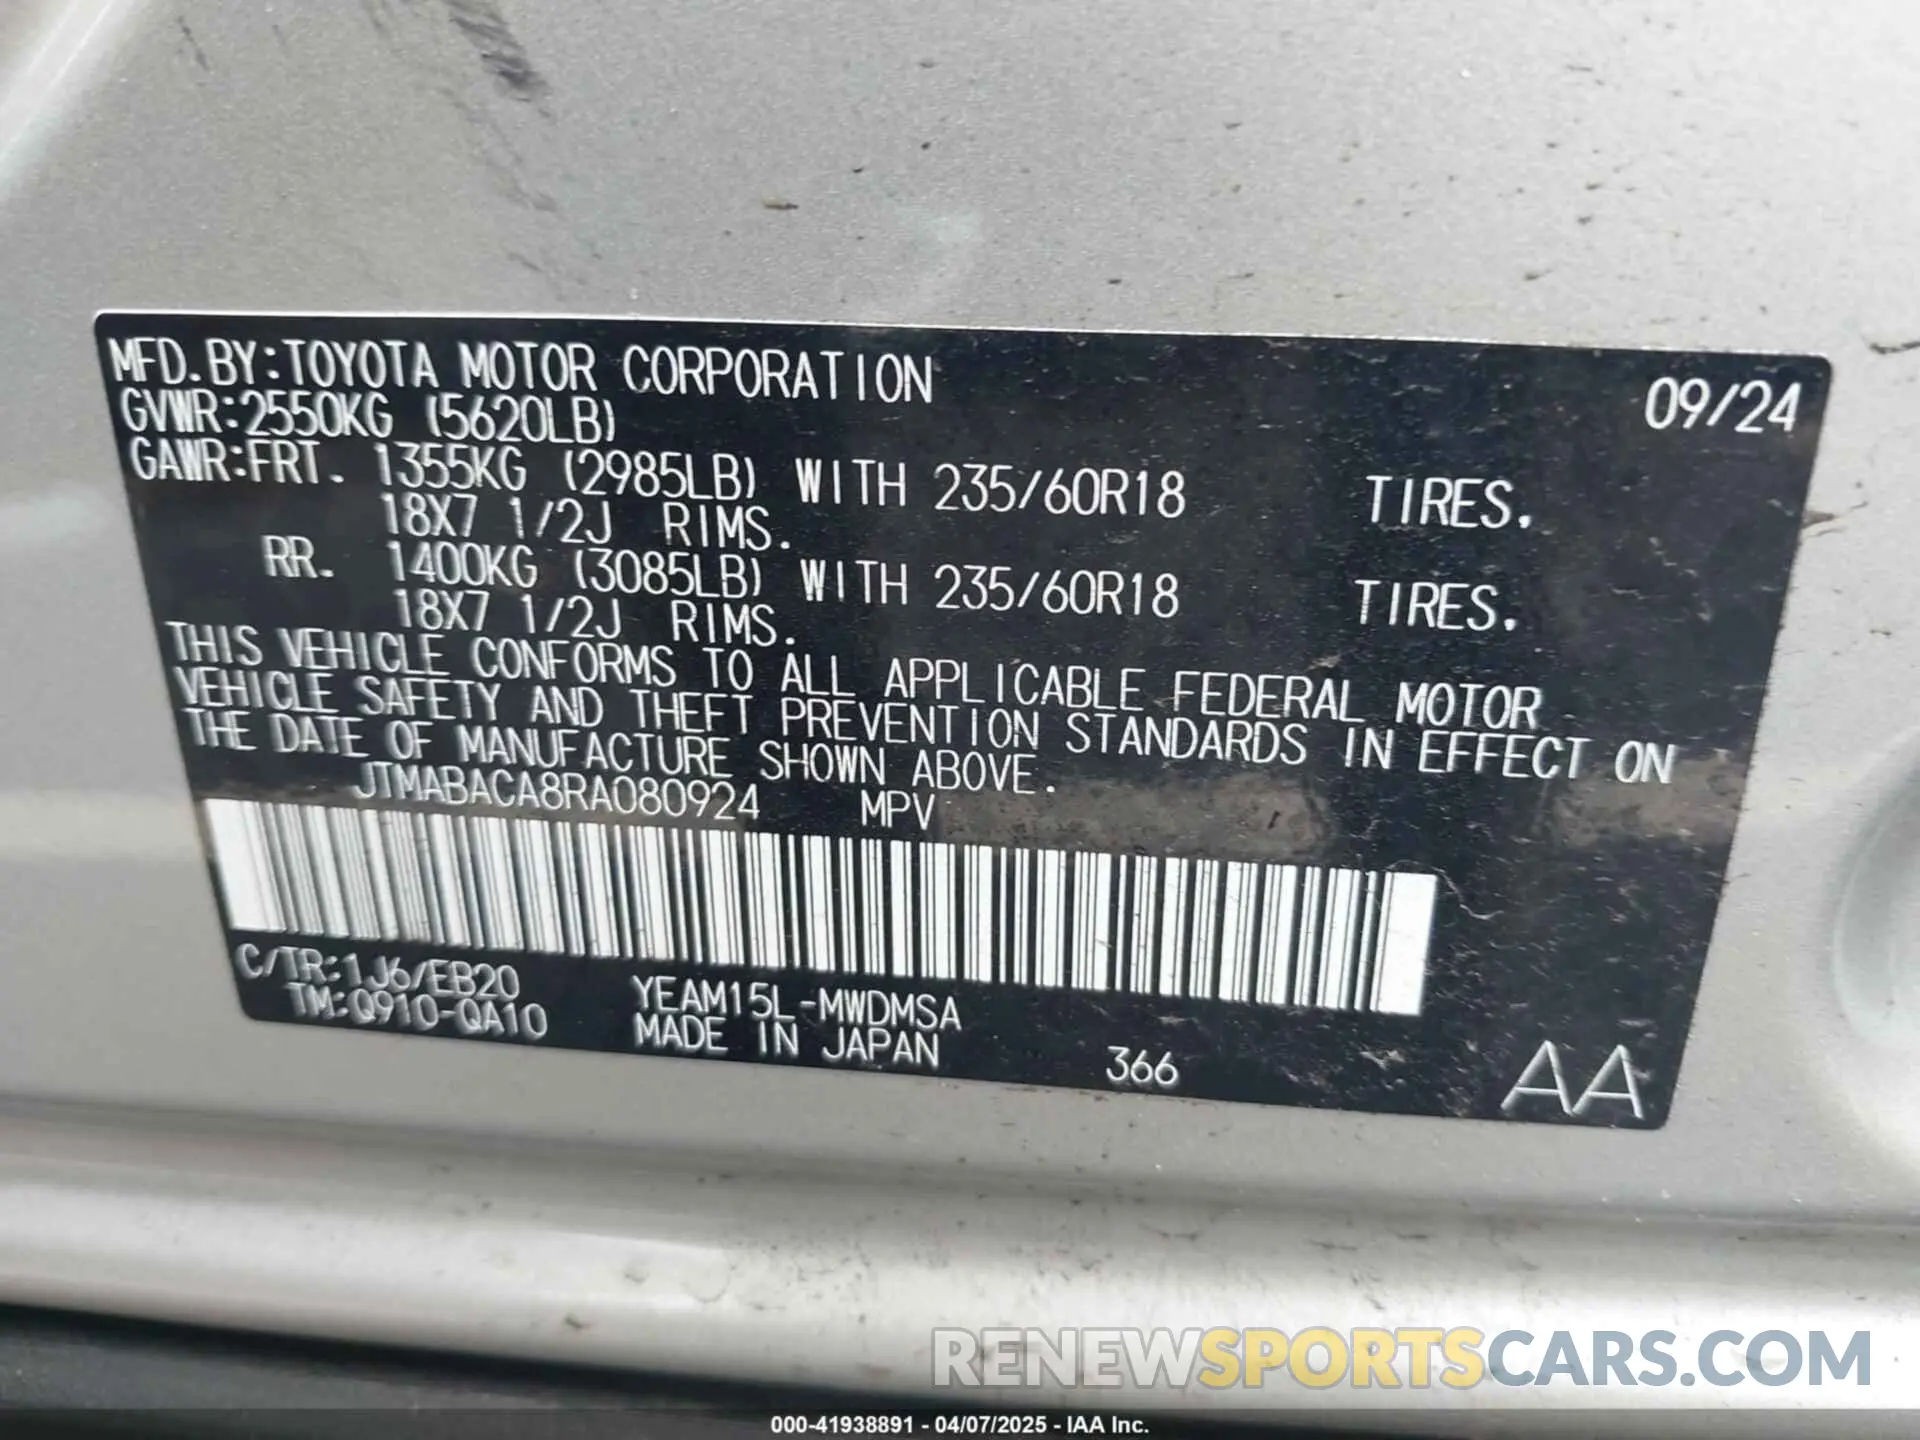 MFD.BY:TOYOTA MOTOR CORPORATION 09/24
GVWR:2550KG (5620LB)
GAWR:FRT. 1355KG (2985LB) WITH 235/60R18 TIRES.
18X7 1/2J RIMS.
RR. 1400KG (3085LB) WITH 235/60R18 TIRES.
18X7 1/2J RIMS.
THIS VEHICLE CONFORMS TO ALL APPLICABLE FEDERAL MOTOR
VEHICLE SAFETY AND THEFT PREVENTION STANDARDS IN EFFECT ON
THE DATE OF MANUFACTURE SHOWN ABOVE.
JTMABACA8RA080924 MPV
C/TR:1J6/EB20 YEAM15L-MWDMSA
TM:Q910-QA10 MADE IN JAPAN 366 AA
RENEWSPORTSCARS.COM
000-41938891 - 04/07/2025 - IAA Inc.